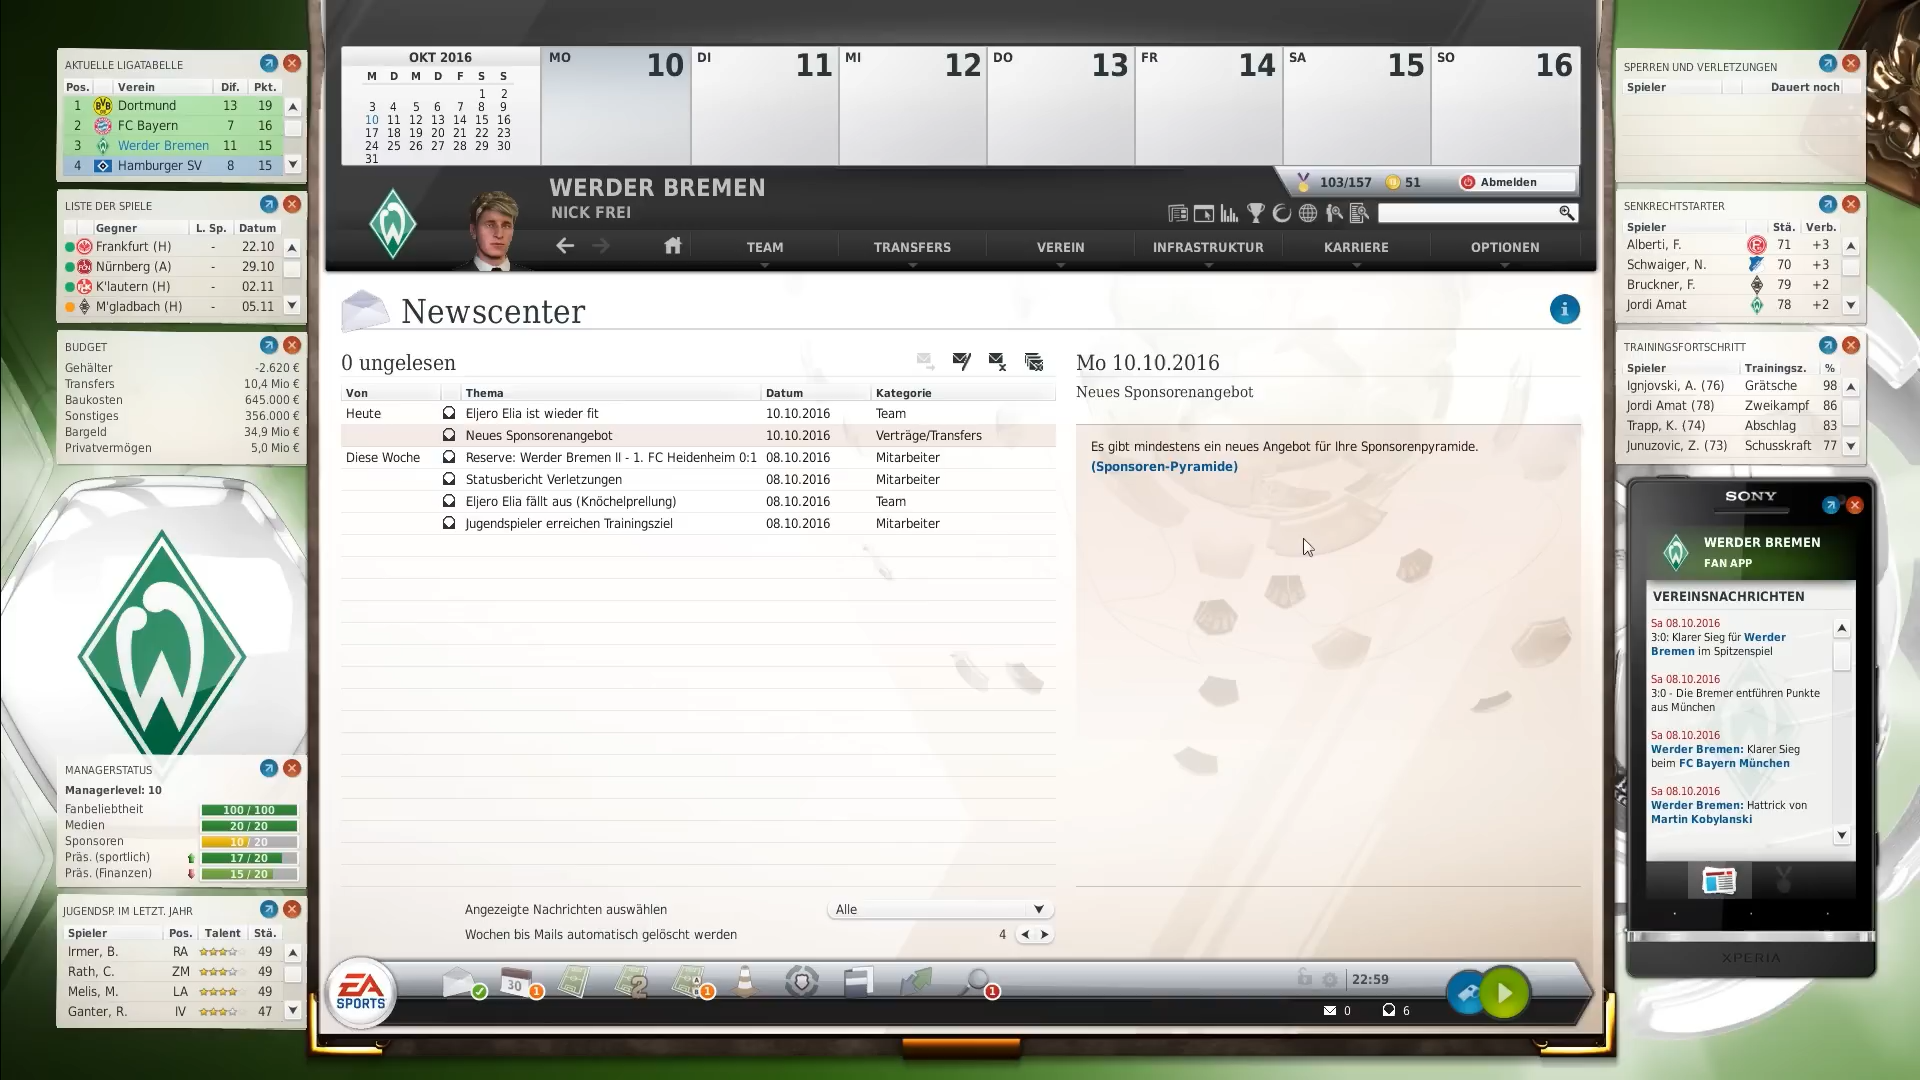 AKTUELLE LIGATABELLE
Pos. Verein Dif. Pkt.
1 Dortmund 13 19
2 FC Bayern 7 16
3 Werder Bremen 11 15
4 Hamburger SV 8 15
LISTE DER SPIELE
Gegner L. Sp. Datum
Frankfurt (H) - 22.10
Nürnberg (A) - 29.10
K'lautern (H) - 02.11
M'gladbach (H) - 05.11
BUDGET
Gehälter -2.620 €
Transfers 10,4 Mio €
Baukosten 645.000 €
Sonstiges 356.000 €
Bargeld 34,9 Mio €
Privatvermögen 5,0 Mio €
MANAGERSTATUS
Managerlevel: 10
Fanbeliebtheit 100 / 100
Medien 20 / 20
Sponsoren 10 / 20
Präs. (sportlich) 17 / 20
Präs. (Finanzen) 15 / 20
JUGENDSP. IM LETZT. JAHR
Spieler Pos. Talent Stä.
Irmer, B. RA 49
Rath, C. ZM 49
Melis, M. LA 49
Ganter, R. IV 47
OKT 2016
M D M D F S S
1 2
3 4 5 6 7 8 9
10 11 12 13 14 15 16
17 18 19 20 21 22 23
24 25 26 27 28 29 30
31
MO 10 DI 11 MI 12 DO 13 FR 14 SA 15 SO 16
WERDER BREMEN
NICK FREI
103/157 51 Abmelden
TEAM TRANSFERS VEREIN INFRASTRUKTUR KARRIERE OPTIONEN
Newscenter
i
0 ungelesen
Von Thema Datum Kategorie
Heute Eljero Elia ist wieder fit 10.10.2016 Team
Neues Sponsorenangebot 10.10.2016 Verträge/Transfers
Diese Woche Reserve: Werder Bremen II - 1. FC Heidenheim 0:1 08.10.2016 Mitarbeiter
Statusbericht Verletzungen 08.10.2016 Mitarbeiter
Eljero Elia fällt aus (Knöchelprellung) 08.10.2016 Team
Jugendspieler erreichen Trainingsziel 08.10.2016 Mitarbeiter
Mo 10.10.2016
Neues Sponsorenangebot
Es gibt mindestens ein neues Angebot für Ihre Sponsorenpyramide.
(Sponsoren-Pyramide)
Angezeigte Nachrichten auswählen Alle
Wochen bis Mails automatisch gelöscht werden 4
EA
SPORTS
30 1 2 1 1
22:59
0 6
SPERREN UND VERLETZUNGEN
Spieler Dauert noch
SENKRECHTSTARTER
Spieler Stä. Verb.
Alberti, F. 71 +3
Schwaiger, N. 70 +3
Bruckner, F. 79 +2
Jordi Amat 78 +2
TRAININGSFORTSCHRITT
Spieler Trainingsz. %
Ignjovski, A. (76) Grätsche 98
Jordi Amat (78) Zweikampf 86
Trapp, K. (74) Abschlag 83
Junuzovic, Z. (73) Schusskraft 77
SONY
WERDER BREMEN
FAN APP
VEREINSNACHRICHTEN
Sa 08.10.2016
3:0: Klarer Sieg für Werder
Bremen im Spitzenspiel
Sa 08.10.2016
3:0 - Die Bremer entführen Punkte
aus München
Sa 08.10.2016
Werder Bremen: Klarer Sieg
beim FC Bayern München
Sa 08.10.2016
Werder Bremen: Hattrick von
Martin Kobylanski
XPERIA